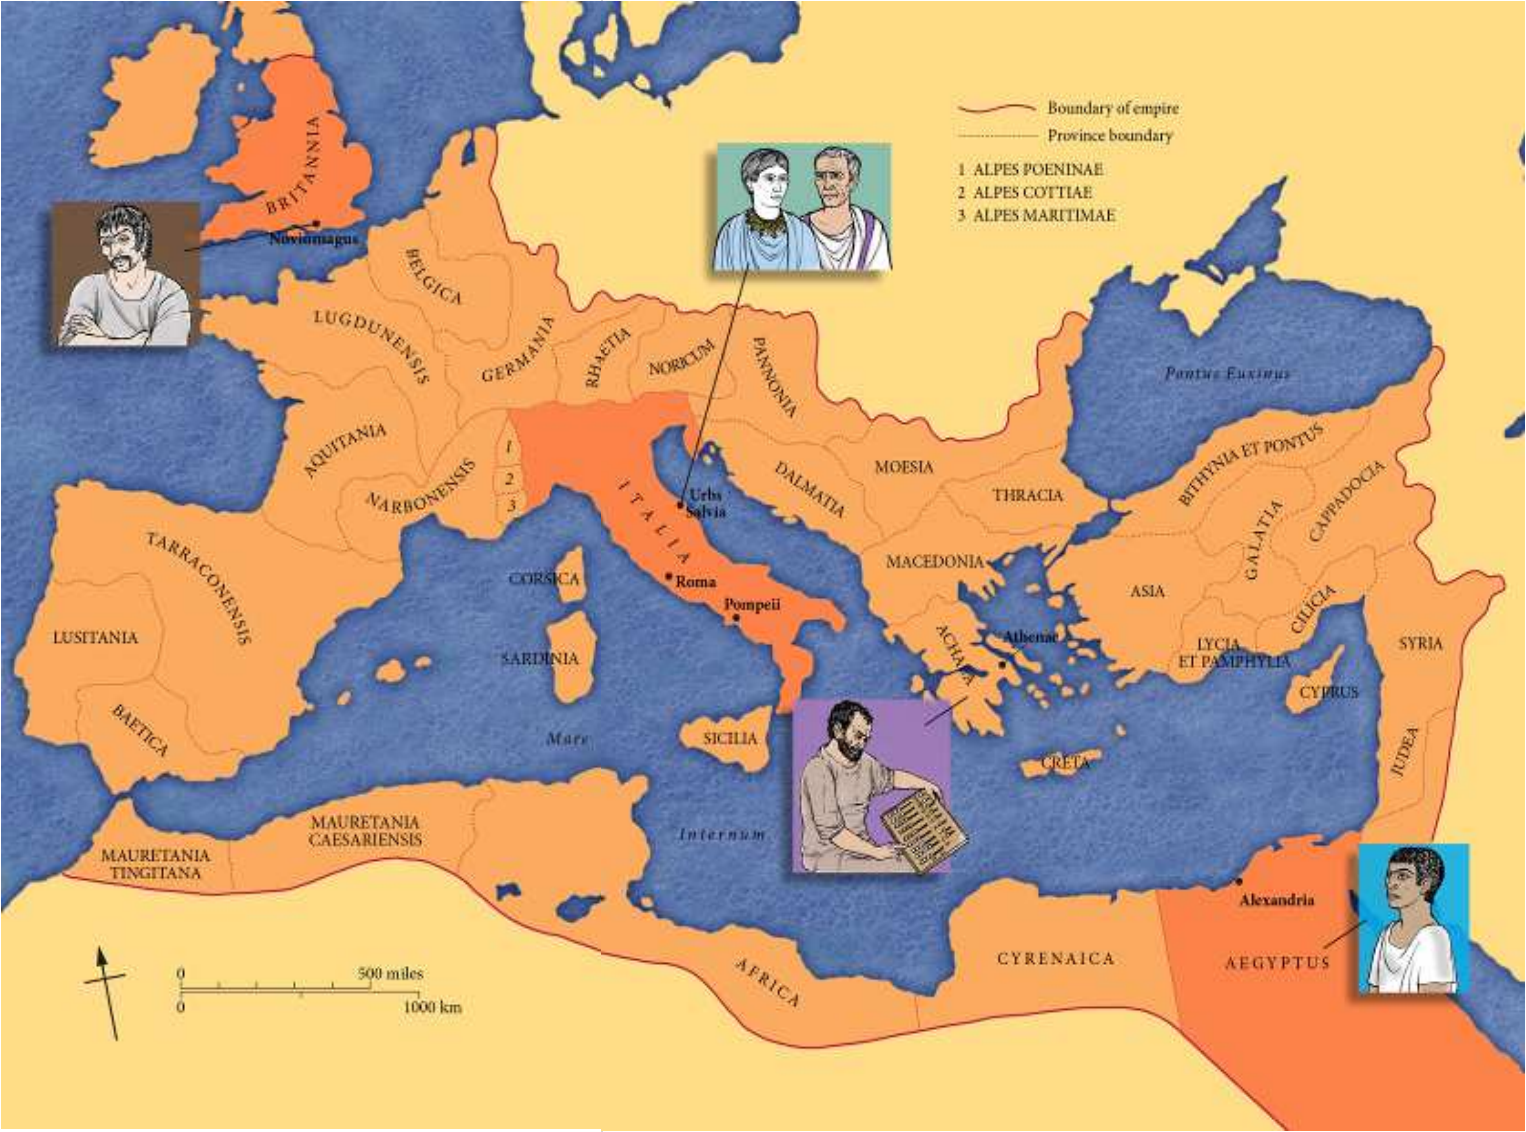 Boundary of empire
Province boundary
1 ALPES POENINAE
2 ALPES COTTIAE
3 ALPES MARITIMAE
BRITANNIA
Noviomagus
BELGICA
LUGDUNENSIS
GERMANIA
RHAETIA
NORICUM
PANNONIA
Pontus Euxinus
AQUITANIA
NARBONENSIS
1
2
3
ITALIA
Urbs
Salvia
DALMATIA
MOESIA
THRACIA
BITHYNIA ET PONTUS
GALATIA
CAPPADOCIA
TARRACONENSIS
LUSITANIA
BAETICA
CORSICA
SARDINIA
Roma
Pompeii
MACEDONIA
ACHAIA
Athenae
ASIA
LYCIA
ET PAMPHYLIA
CILICIA
CYPRUS
SYRIA
JUDEA
Mare
SICILIA
CRETA
Internum
MAURETANIA
CAESARIENSIS
MAURETANIA
TINGITANA
Alexandria
AFRICA
CYRENAICA
AEGYPTUS
0 500 miles
0 1000 km